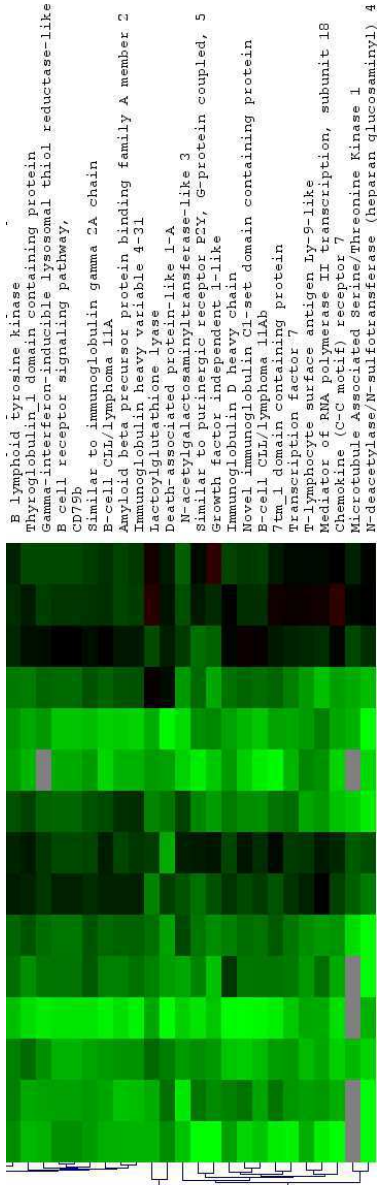 B lymphoid tyrosine kinase
Thyroglobulin_1 domain containing protein
Gamma-interferon-inducible lysosomal thiol reductase-like
B cell receptor signaling pathway,
CD79b
Similar to immunoglobulin gamma 2A chain
B-cell CLL/lymphoma 11A
Amyloid beta precursor protein binding family A member 2
Immunoglobulin heavy variable 4-31
Lactoylglutathione lyase
Death-associated protein-like 1-A
N-acetylgalactosaminyltransferase-like 3
Similar to purinergic receptor P2Y, G-protein coupled, 5
Growth factor independent 1-like
Immunoglobulin D heavy chain
Novel immunoglobulin C1-set domain containing protein
B-cell CLL/lymphoma 11Ab
7tm_1 domain containing protein
Transcription factor 7
T-lymphocyte surface antigen Ly-9-like
Mediator of RNA polymerase II transcription, subunit 18
Chemokine (C-C motif) receptor 7
Microtubule Associated Serine/Threonine Kinase 1
N-deacetylase/N-sulfotransferase (heparan glucosaminyl) 4